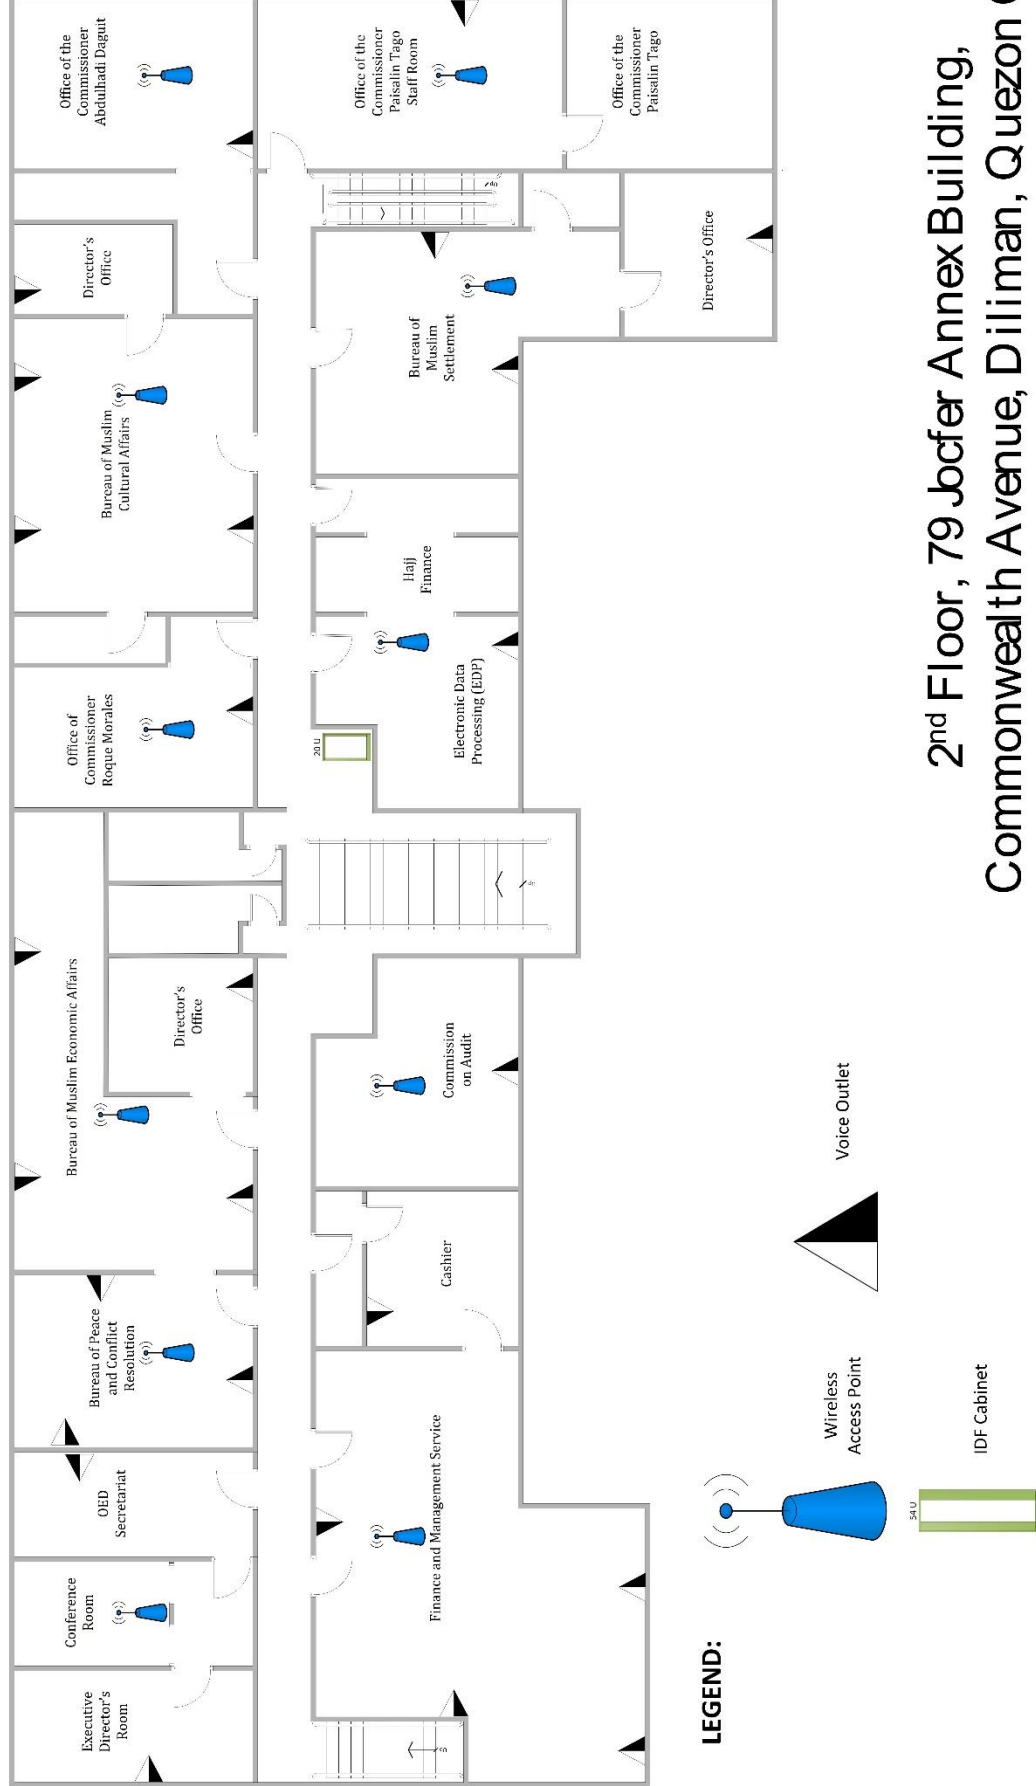 Executive
Director's
Room
Conference
Room
OED
Secretariat
Bureau of Peace
and Conflict
Resolution
Bureau of Muslim Economic Affairs
Director's
Office
Office of
Commissioner
Roque Morales
Bureau of Muslim
Cultural Affairs
Director's
Office
Office of the
Commissioner
Abdulhadi Daguit
Finance and Management Service
Cashier
Commission
on Audit
20 U
Electronic Data
Processing (EDP)
Hajj
Finance
Bureau of
Muslim
Settlement
Director's Office
Office of the
Commissioner
Paisalin Tago
Staff Room
Office of the
Commissioner
Paisalin Tago
Up
Up
Up
LEGEND:
Wireless
Access Point
Voice Outlet
54 U
IDF Cabinet
2nd Floor, 79 Jocfer Annex Building,
Commonwealth Avenue, Diliman, Quezon